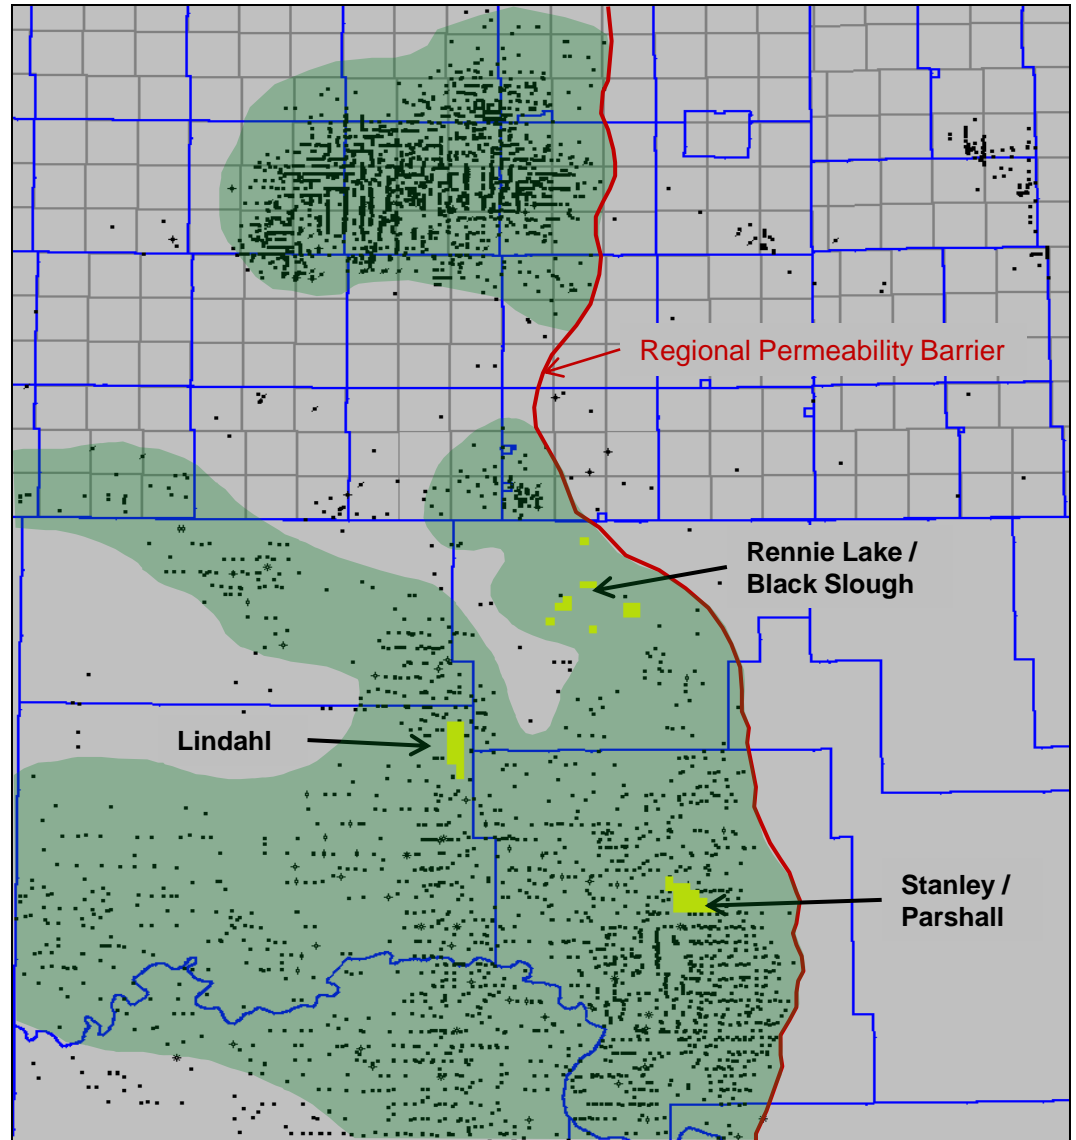 Regional Permeability Barrier
Rennie Lake /
Black Slough
Lindahl
Stanley /
Parshall